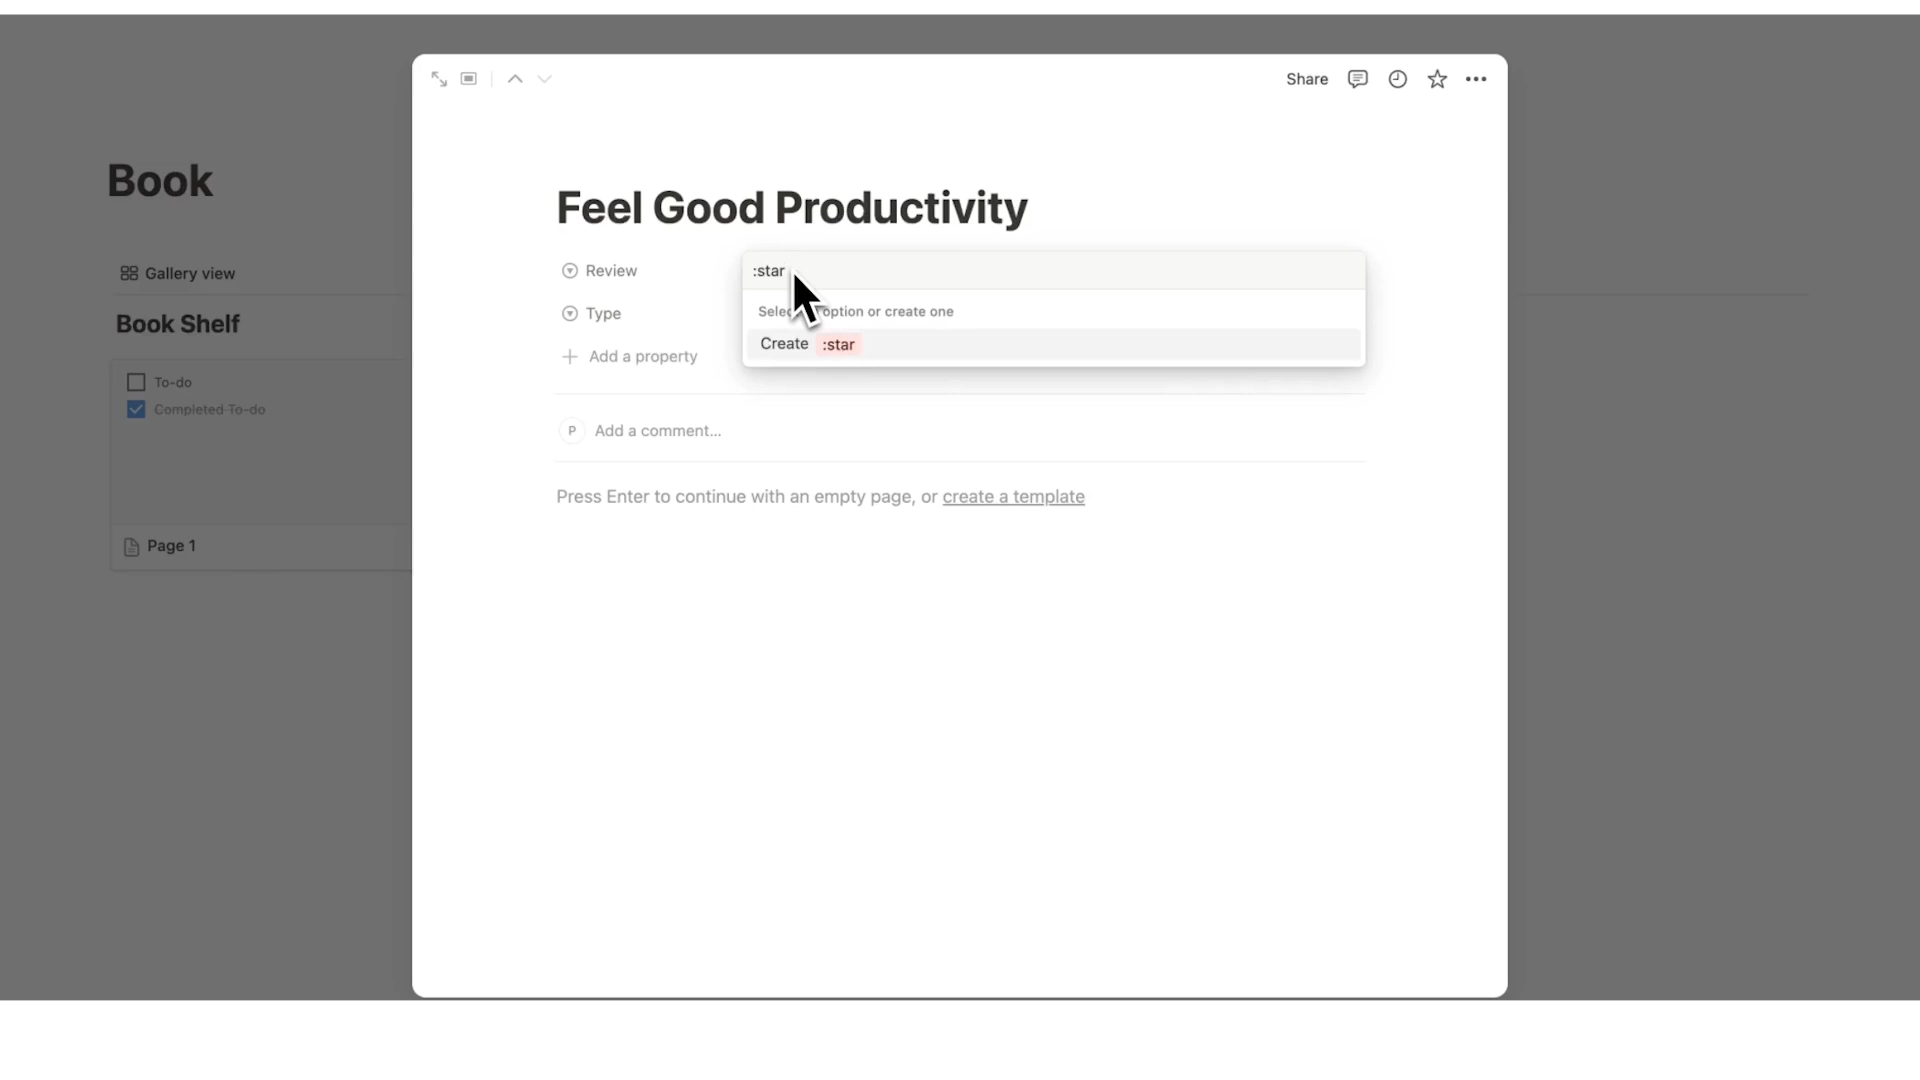 Share
Book
Feel Good Productivity
Gallery view
Review
:star
Type
option or create one
Create :star
Add a property
Book Shelf
To-do
Completed To-do
P
Add a comment...
Press Enter to continue with an empty page, or create a template
Page 1